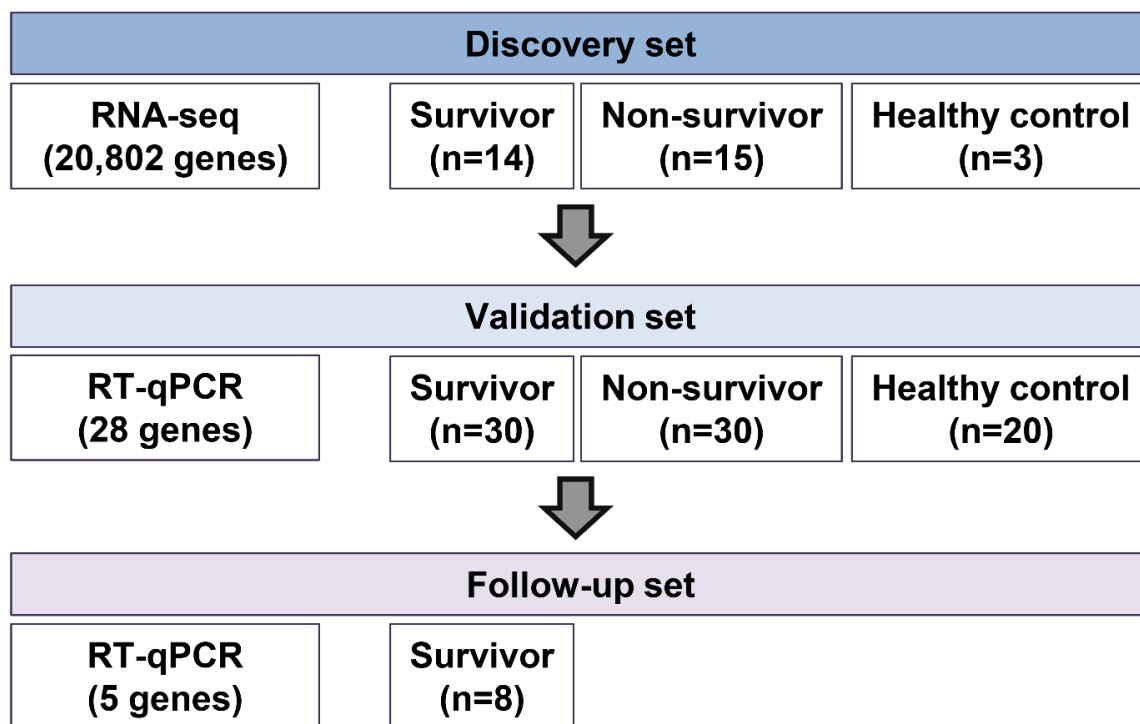 Discovery set
RNA-seq
(20,802 genes)
Survivor
(n=14)
Non-survivor
(n=15)
Healthy control
(n=3)
Validation set
RT-qPCR
(28 genes)
Survivor
(n=30)
Non-survivor
(n=30)
Healthy control
(n=20)
Follow-up set
RT-qPCR
(5 genes)
Survivor
(n=8)